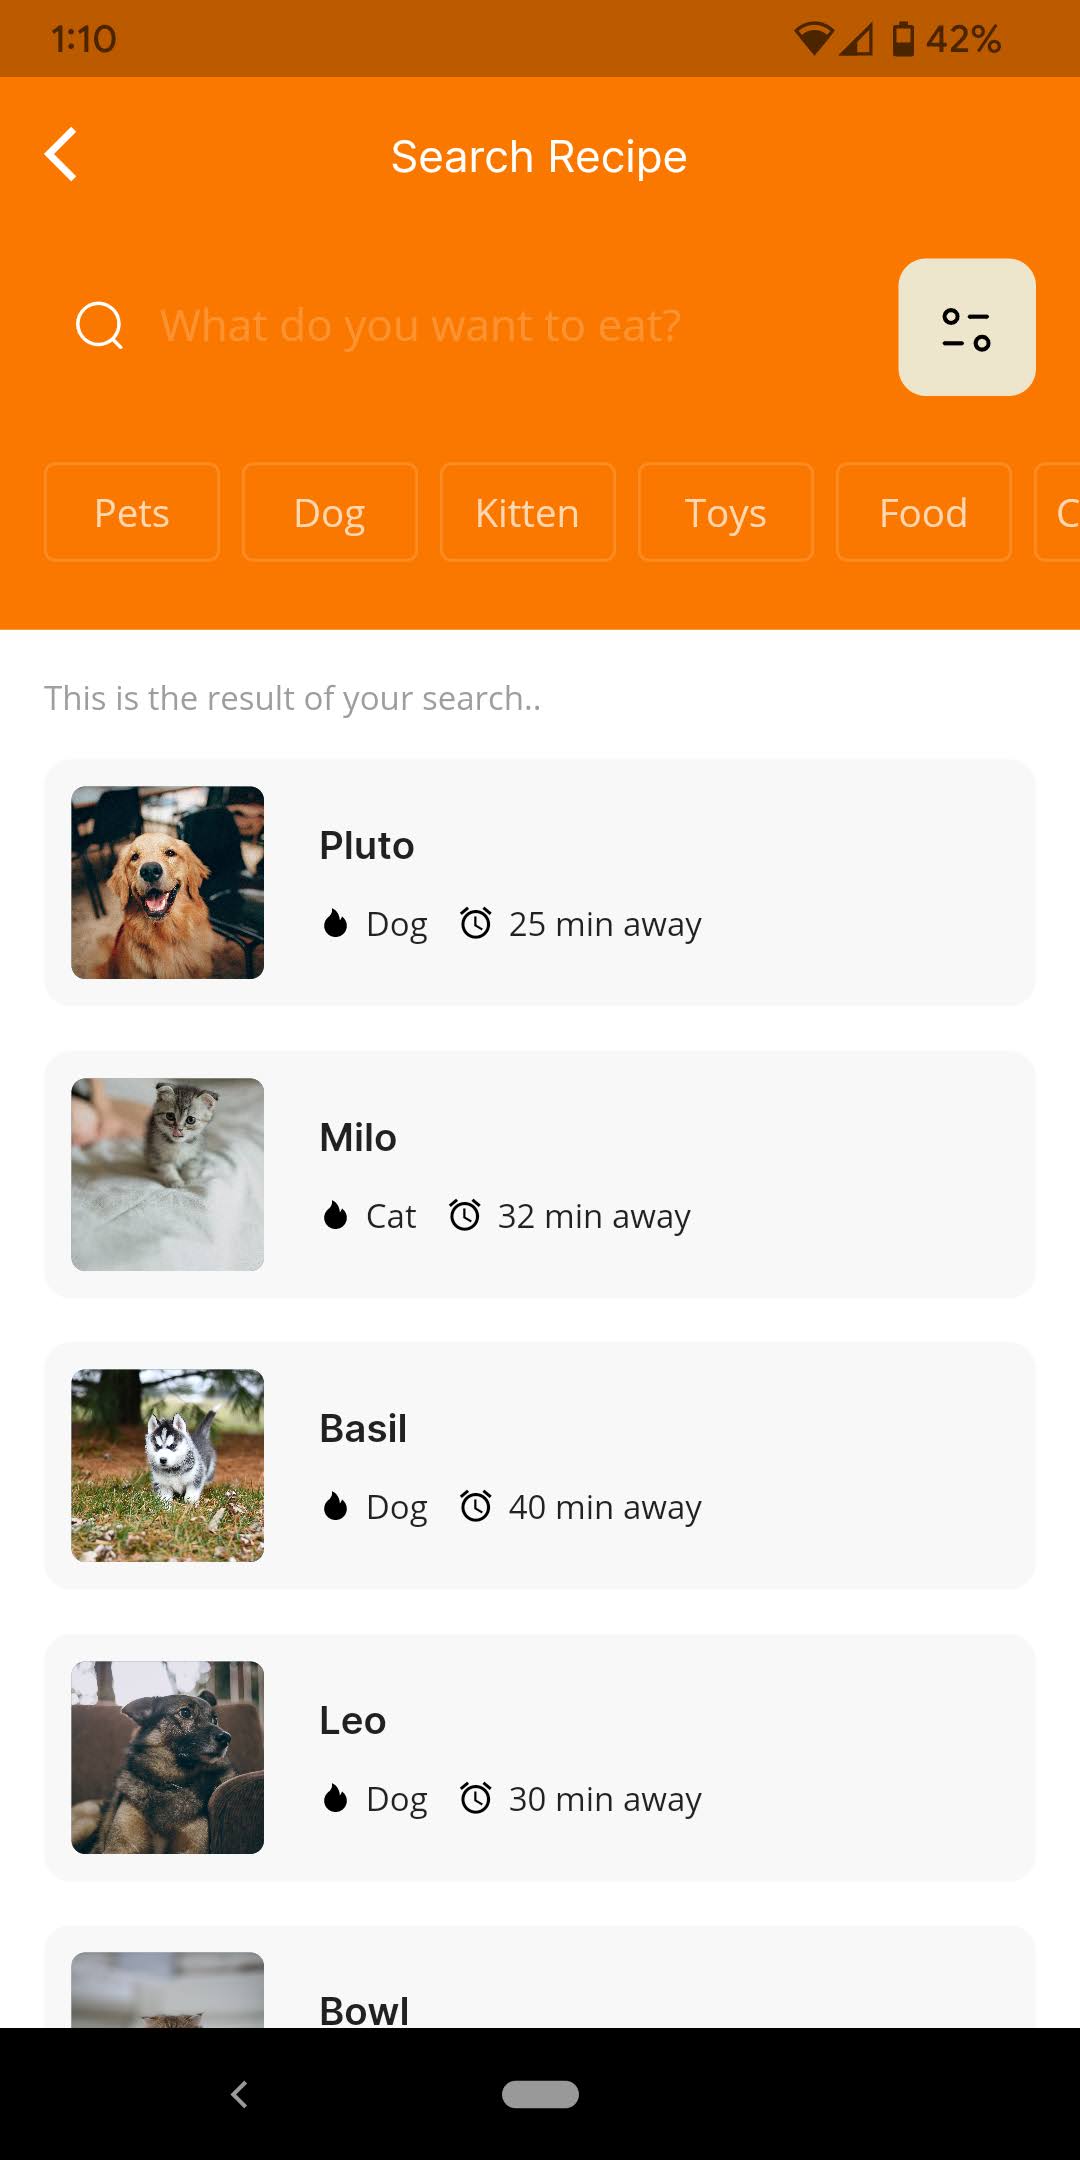 1:10 42%
Search Recipe
What do you want to eat?
Pets Dog Kitten Toys Food C
This is the result of your search..
Pluto
Dog 25 min away
Milo
Cat 32 min away
Basil
Dog 40 min away
Leo
Dog 30 min away
Bowl